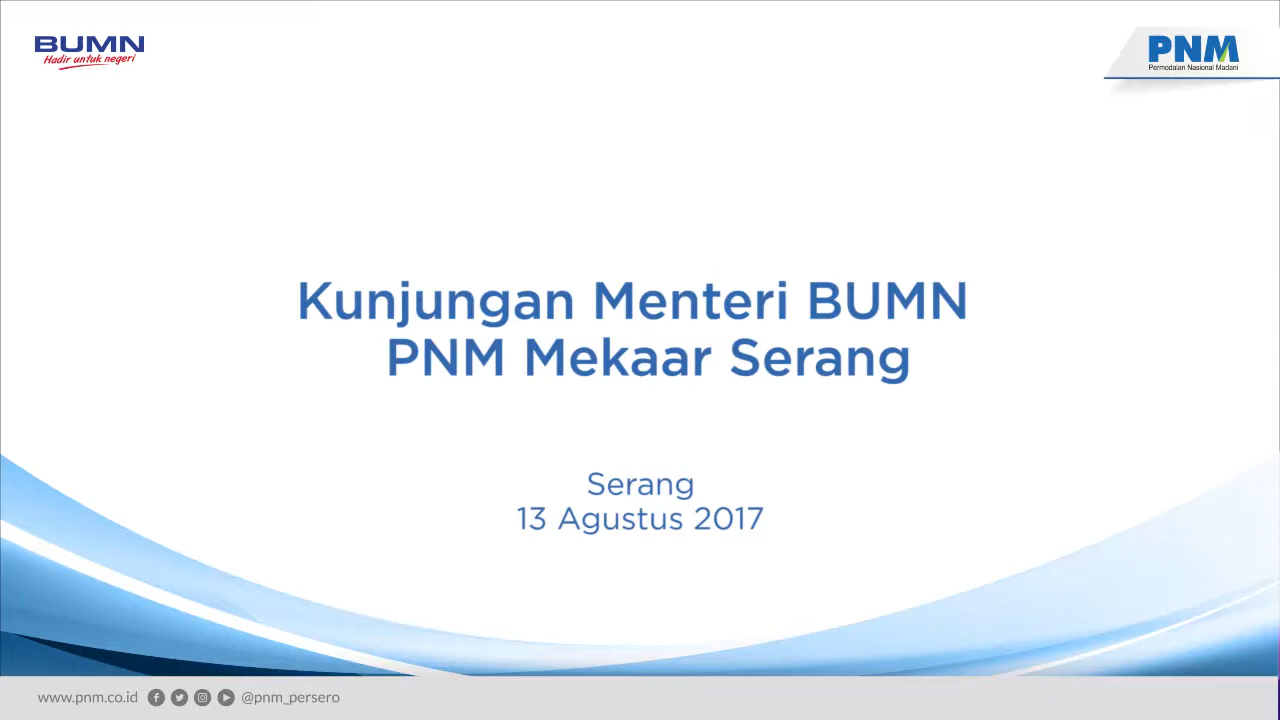 BUMN
Hadir untuk negeri
PNM
Permodalan Nasional Madani
Kunjungan Menteri BUMN
PNM Mekaar Serang
Serang
13 Agustus 2017
www.pnm.co.id @pnm_persero